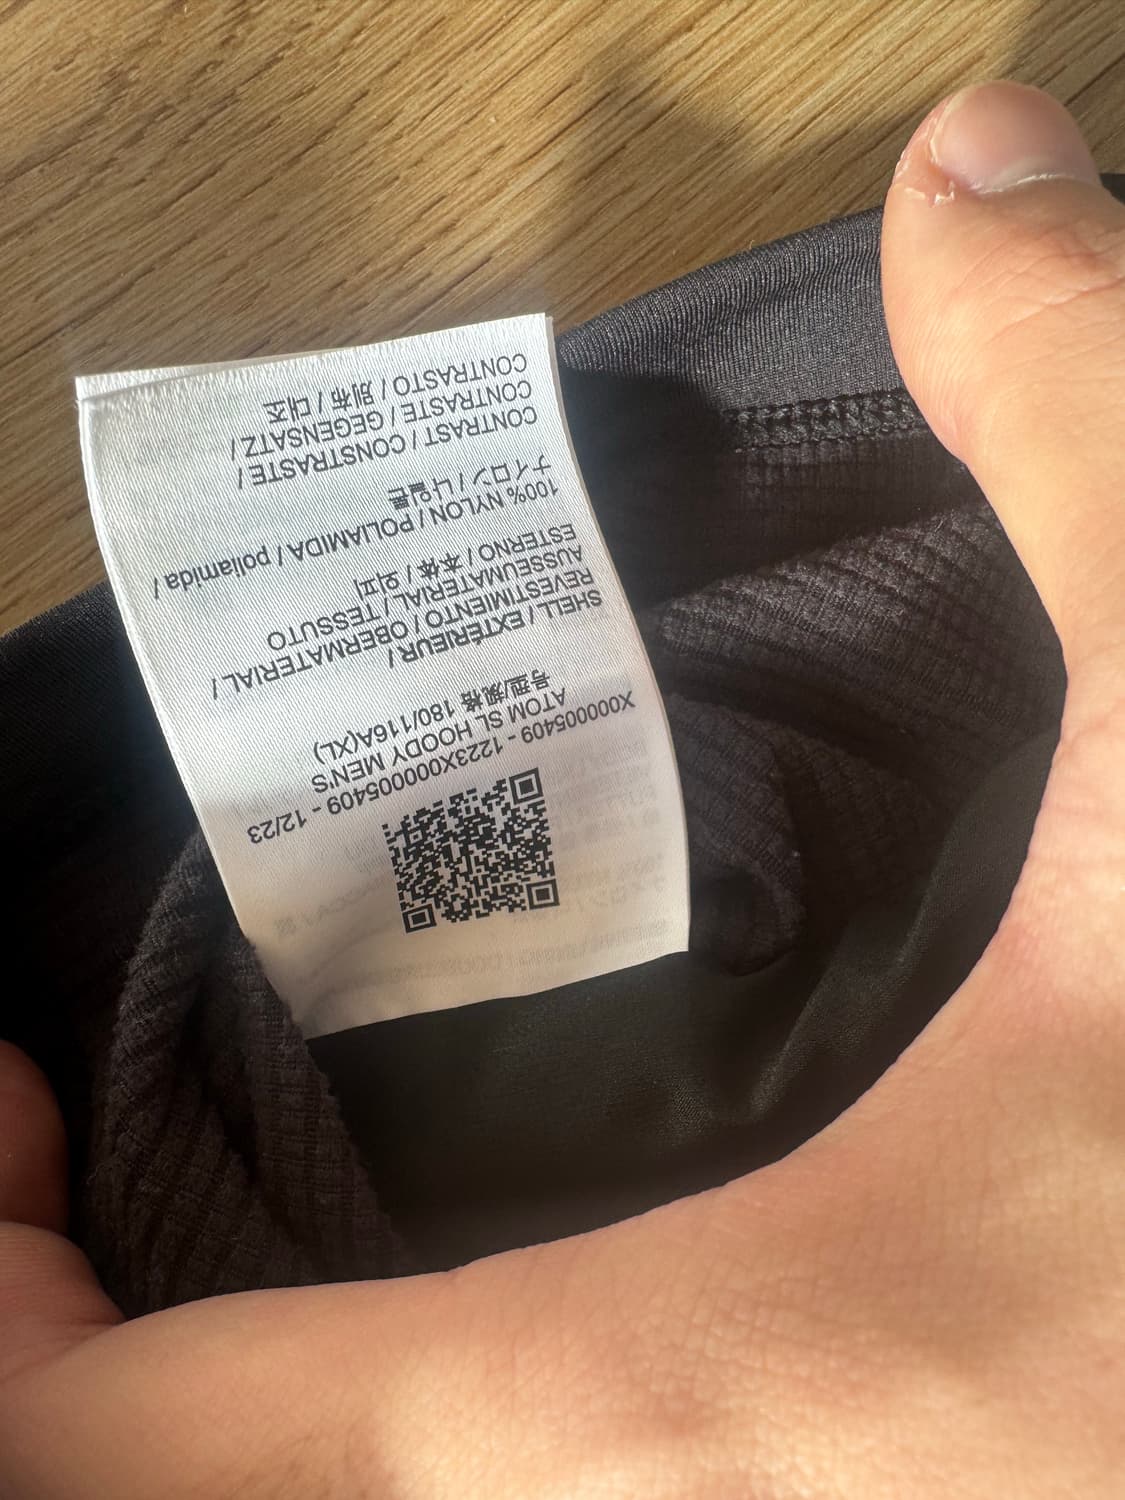 X000005409 - 1223X000005409 - 12/23
ATOM SL HOODY MEN'S
号型/规格 180/116A(XL)
SHELL / EXTÉRIEUR /
REVESTIMIENTO / OBERMATERIAL /
AUSSEUMATERIAL / TESSUTO
ESTERNO / 本体 / 외피
100% NYLON / POLIAMIDA / poliamida /
ナイロン / 나일론
CONTRAST / CONSTRASTE /
CONTRASTE / GEGENSATZ /
CONTRASTO / 別布 / 대조